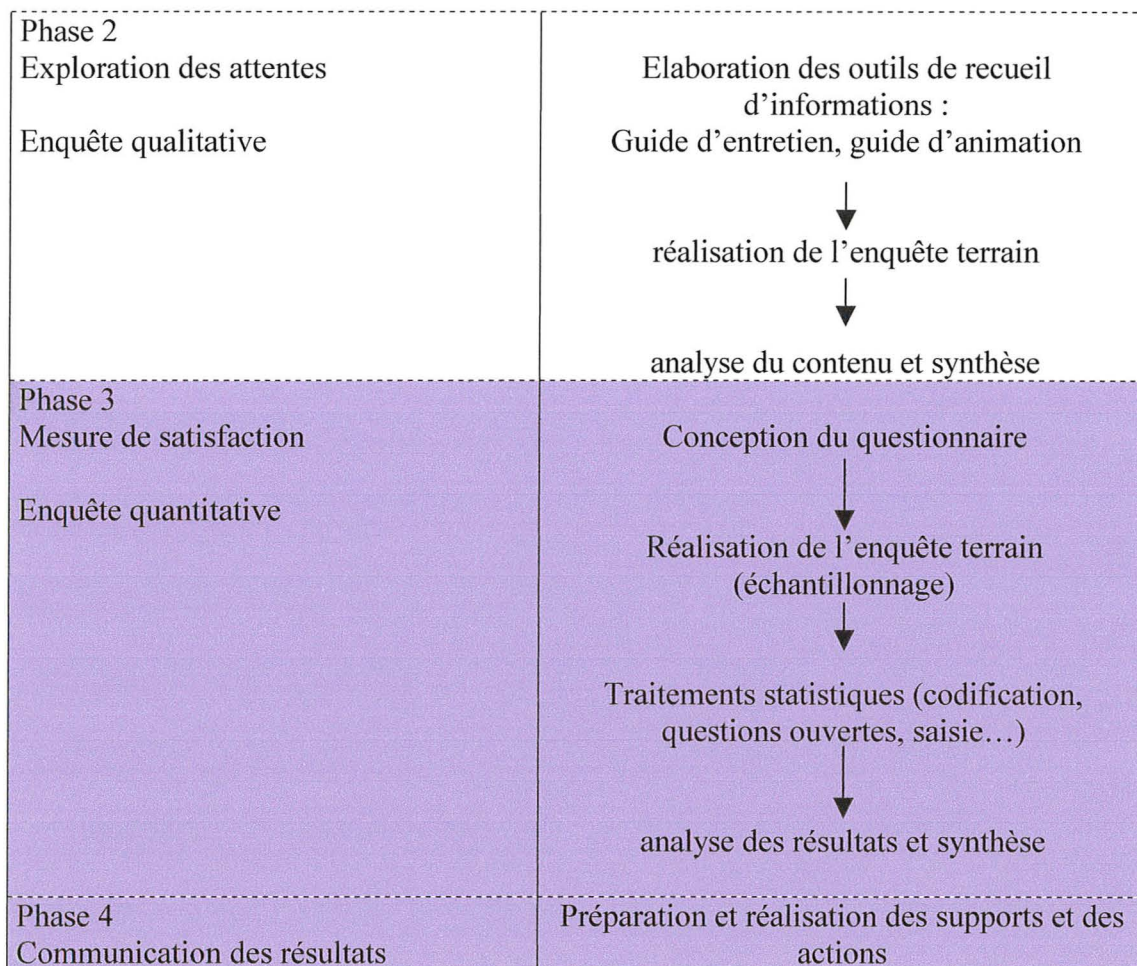 Phase 2
Exploration des attentes
Enquête qualitative
Elaboration des outils de recueil
d’informations :
Guide d’entretien, guide d’animation
réalisation de l’enquête terrain
analyse du contenu et synthèse
Phase 3
Mesure de satisfaction
Enquête quantitative
Conception du questionnaire
Réalisation de l’enquête terrain
(échantillonnage)
Traitements statistiques (codification,
questions ouvertes, saisie…)
analyse des résultats et synthèse
Phase 4
Communication des résultats
Préparation et réalisation des supports et des
actions